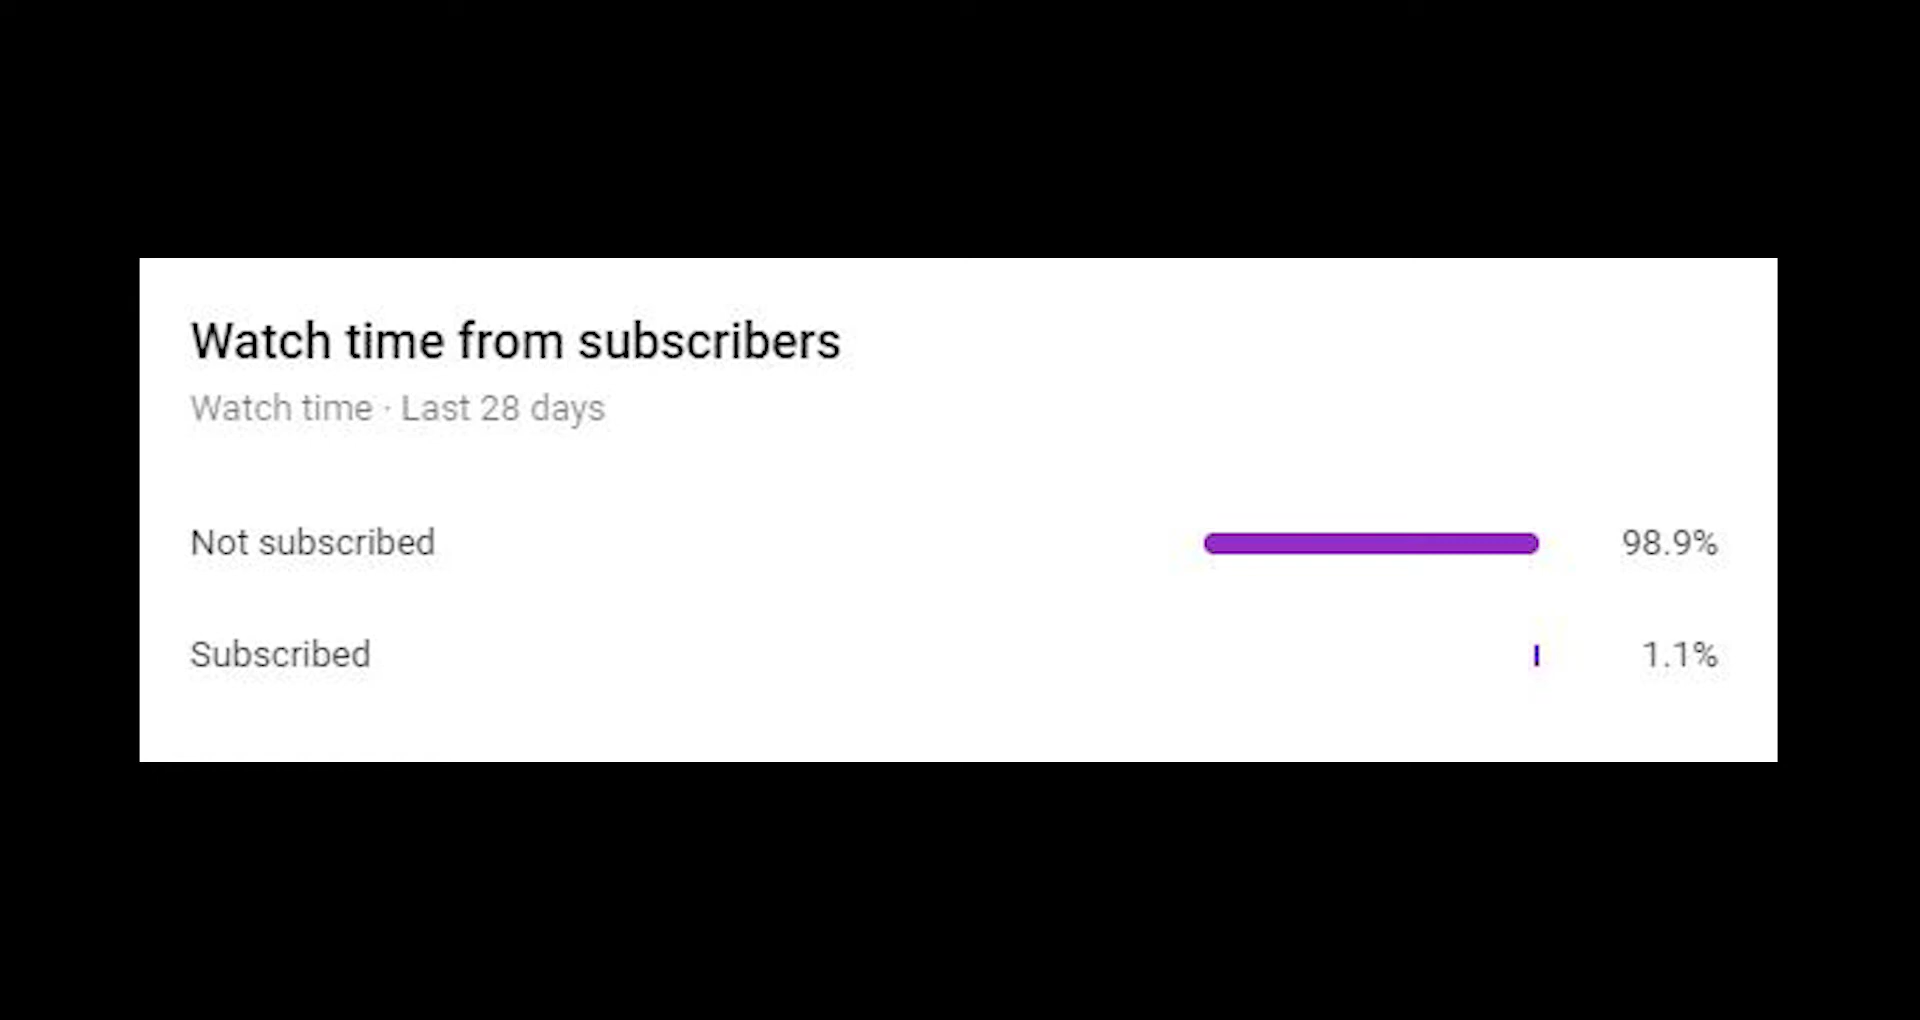 Watch time from subscribers
Watch time · Last 28 days
Not subscribed 98.9%
Subscribed 1.1%